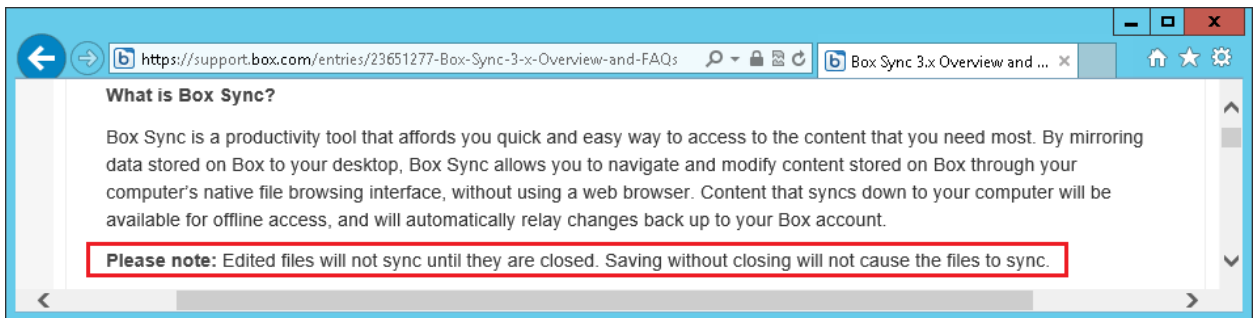 https://support.box.com/entries/23651277-Box-Sync-3-x-Overview-and-FAQs
Box Sync 3.x Overview and ...
What is Box Sync?
Box Sync is a productivity tool that affords you quick and easy way to access to the content that you need most. By mirroring
data stored on Box to your desktop, Box Sync allows you to navigate and modify content stored on Box through your
computer's native file browsing interface, without using a web browser. Content that syncs down to your computer will be
available for offline access, and will automatically relay changes back up to your Box account.
Please note: Edited files will not sync until they are closed. Saving without closing will not cause the files to sync.